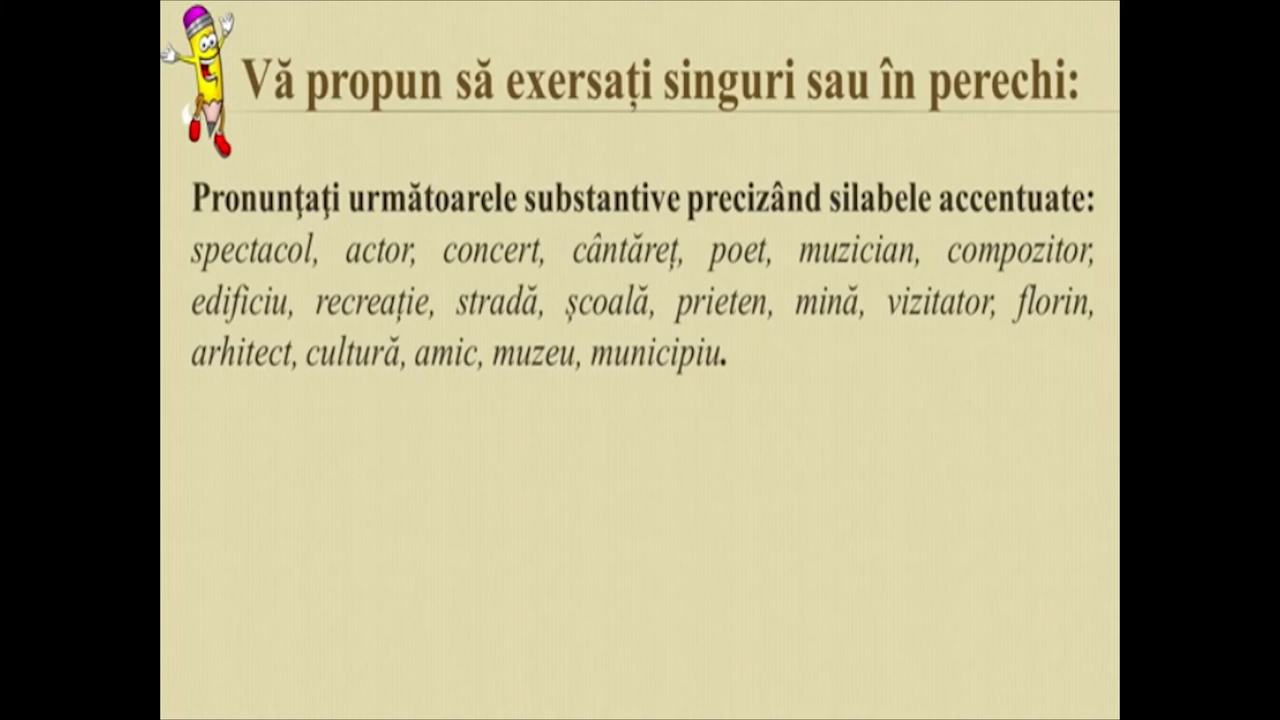 Vă propun să exersați singuri sau în perechi:
Pronunţaţi următoarele substantive precizând silabele accentuate:
spectacol, actor, concert, cântăreț, poet, muzician, compozitor,
edificiu, recreație, stradă, școală, prieten, mină, vizitator, florin,
arhitect, cultură, amic, muzeu, municipiu.